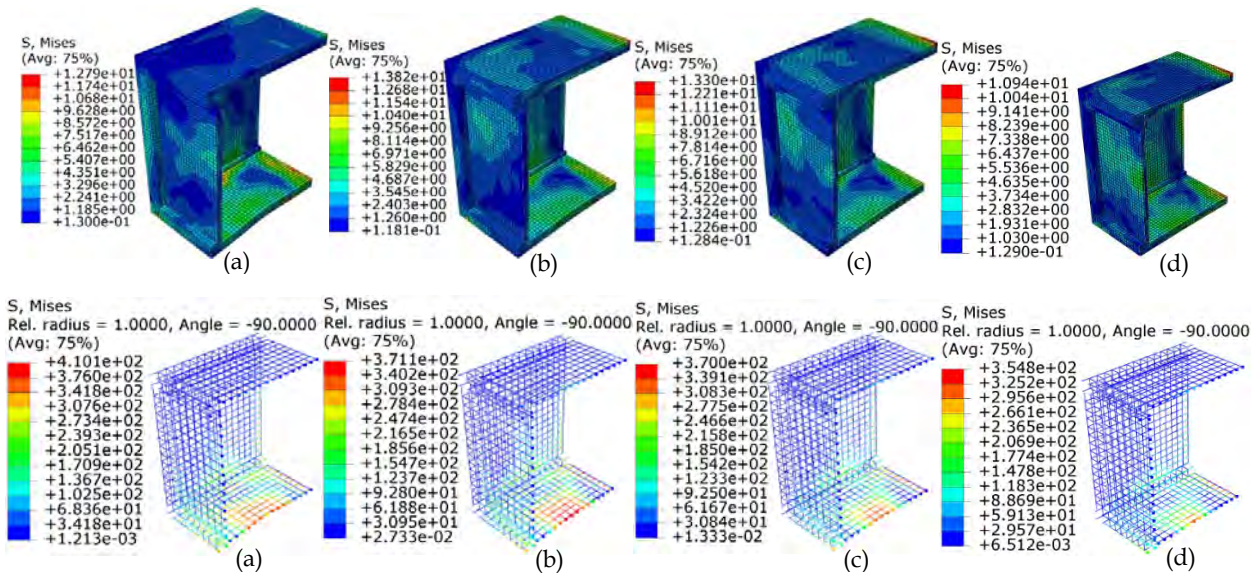 S, Mises
(Avg: 75%)
+1.279e+01
+1.174e+01
+1.068e+01
+9.628e+00
+8.572e+00
+7.517e+00
+6.462e+00
+5.407e+00
+4.351e+00
+3.296e+00
+2.241e+00
+1.185e+00
+1.300e-01
(a)
S, Mises
(Avg: 75%)
+1.382e+01
+1.268e+01
+1.154e+01
+1.040e+01
+9.256e+00
+8.114e+00
+6.971e+00
+5.829e+00
+4.687e+00
+3.545e+00
+2.403e+00
+1.260e+00
+1.181e-01
(b)
S, Mises
(Avg: 75%)
+1.330e+01
+1.221e+01
+1.111e+01
+1.001e+01
+8.912e+00
+7.814e+00
+6.716e+00
+5.618e+00
+4.520e+00
+3.422e+00
+2.324e+00
+1.226e+00
+1.284e-01
(c)
S, Mises
(Avg: 75%)
+1.094e+01
+1.004e+01
+9.141e+00
+8.239e+00
+7.338e+00
+6.437e+00
+5.536e+00
+4.635e+00
+3.734e+00
+2.832e+00
+1.931e+00
+1.030e+00
+1.290e-01
(d)
S, Mises
Rel. radius = 1.0000, Angle = -90.0000
(Avg: 75%)
+4.101e+02
+3.760e+02
+3.418e+02
+3.076e+02
+2.734e+02
+2.393e+02
+2.051e+02
+1.709e+02
+1.367e+02
+1.025e+02
+6.836e+01
+3.418e+01
+1.213e-03
(a)
S, Mises
Rel. radius = 1.0000, Angle = -90.0000
(Avg: 75%)
+3.711e+02
+3.402e+02
+3.093e+02
+2.784e+02
+2.474e+02
+2.165e+02
+1.856e+02
+1.547e+02
+1.237e+02
+9.280e+01
+6.188e+01
+3.095e+01
+2.733e-02
(b)
S, Mises
Rel. radius = 1.0000, Angle = -90.0000
(Avg: 75%)
+3.700e+02
+3.391e+02
+3.083e+02
+2.775e+02
+2.466e+02
+2.158e+02
+1.850e+02
+1.542e+02
+1.233e+02
+9.250e+01
+6.167e+01
+3.084e+01
+1.333e-02
(c)
S, Mises
Rel. radius = 1.0000, Angle = -90.0000
(Avg: 75%)
+3.548e+02
+3.252e+02
+2.956e+02
+2.661e+02
+2.365e+02
+2.069e+02
+1.774e+02
+1.478e+02
+1.183e+02
+8.869e+01
+5.913e+01
+2.957e+01
+6.512e-03
(d)